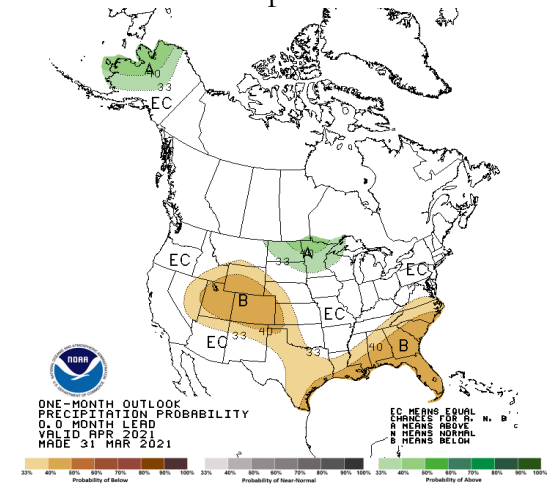 A
40
33
EC
EC
A
33
EC
B
EC
40
33
EC
33
40
B
NOAA
ONE-MONTH OUTLOOK
PRECIPITATION PROBABILITY
0.0 MONTH LEAD
VALID APR 2021
MADE 31 MAR 2021
EC MEANS EQUAL
CHANCES FOR A, N, B
A MEANS ABOVE
N MEANS NORMAL
B MEANS BELOW
33% 40% 50% 60% 70% 80% 90% 100%
Probability of Below
33% 40% 50% 60% 70% 80% 90% 100%
Probability of Near-Normal
33% 40% 50% 60% 70% 80% 90% 100%
Probability of Above